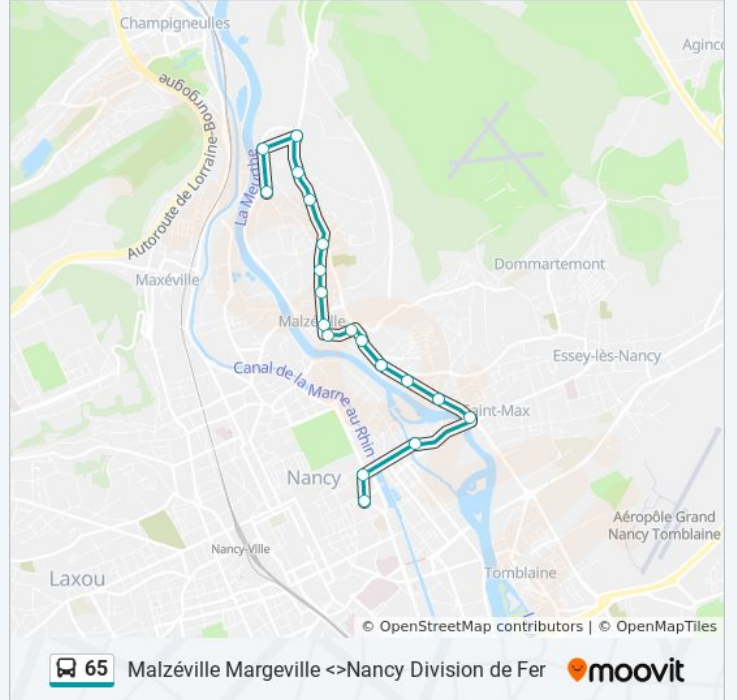 Champigneulles
Aginc
Autoroute de Lorraine-Bourgogne
La Meurthe
Dommartemont
Maxéville
Malzéville
Essey-lès-Nancy
Canal de la Marne au Rhin
Saint-Max
Nancy
Aéropôle Grand
Nancy Tomblaine
Nancy-Ville
Laxou
Tomblaine
© OpenStreetMap contributors | © OpenMapTiles
65 Malzéville Margeville <>Nancy Division de Fer moovit